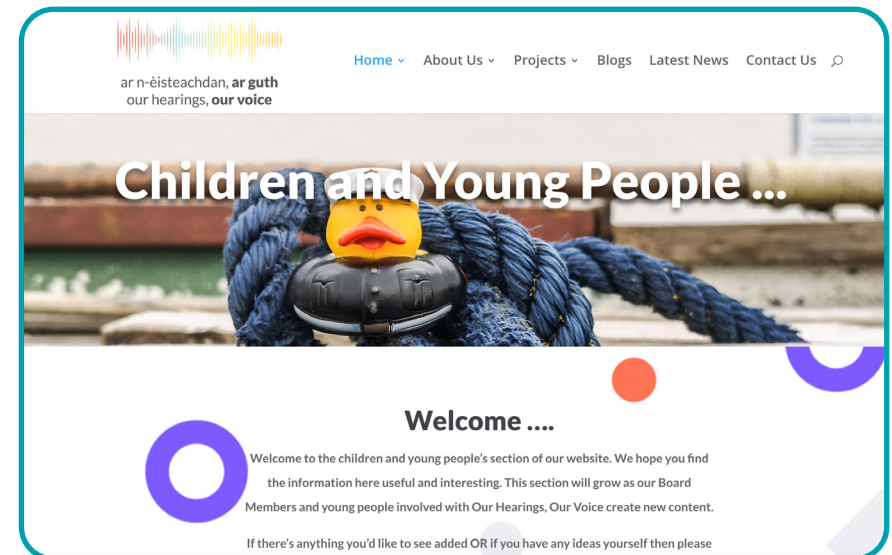 ar n-èisteachdan, ar guth
our hearings, our voice
Home
About Us
Projects
Blogs
Latest News
Contact Us
Children and Young People ...
Welcome ....
Welcome to the children and young people's section of our website. We hope you find
the information here useful and interesting. This section will grow as our Board
Members and young people involved with Our Hearings, Our Voice create new content.
If there's anything you'd like to see added OR if you have any ideas yourself then please